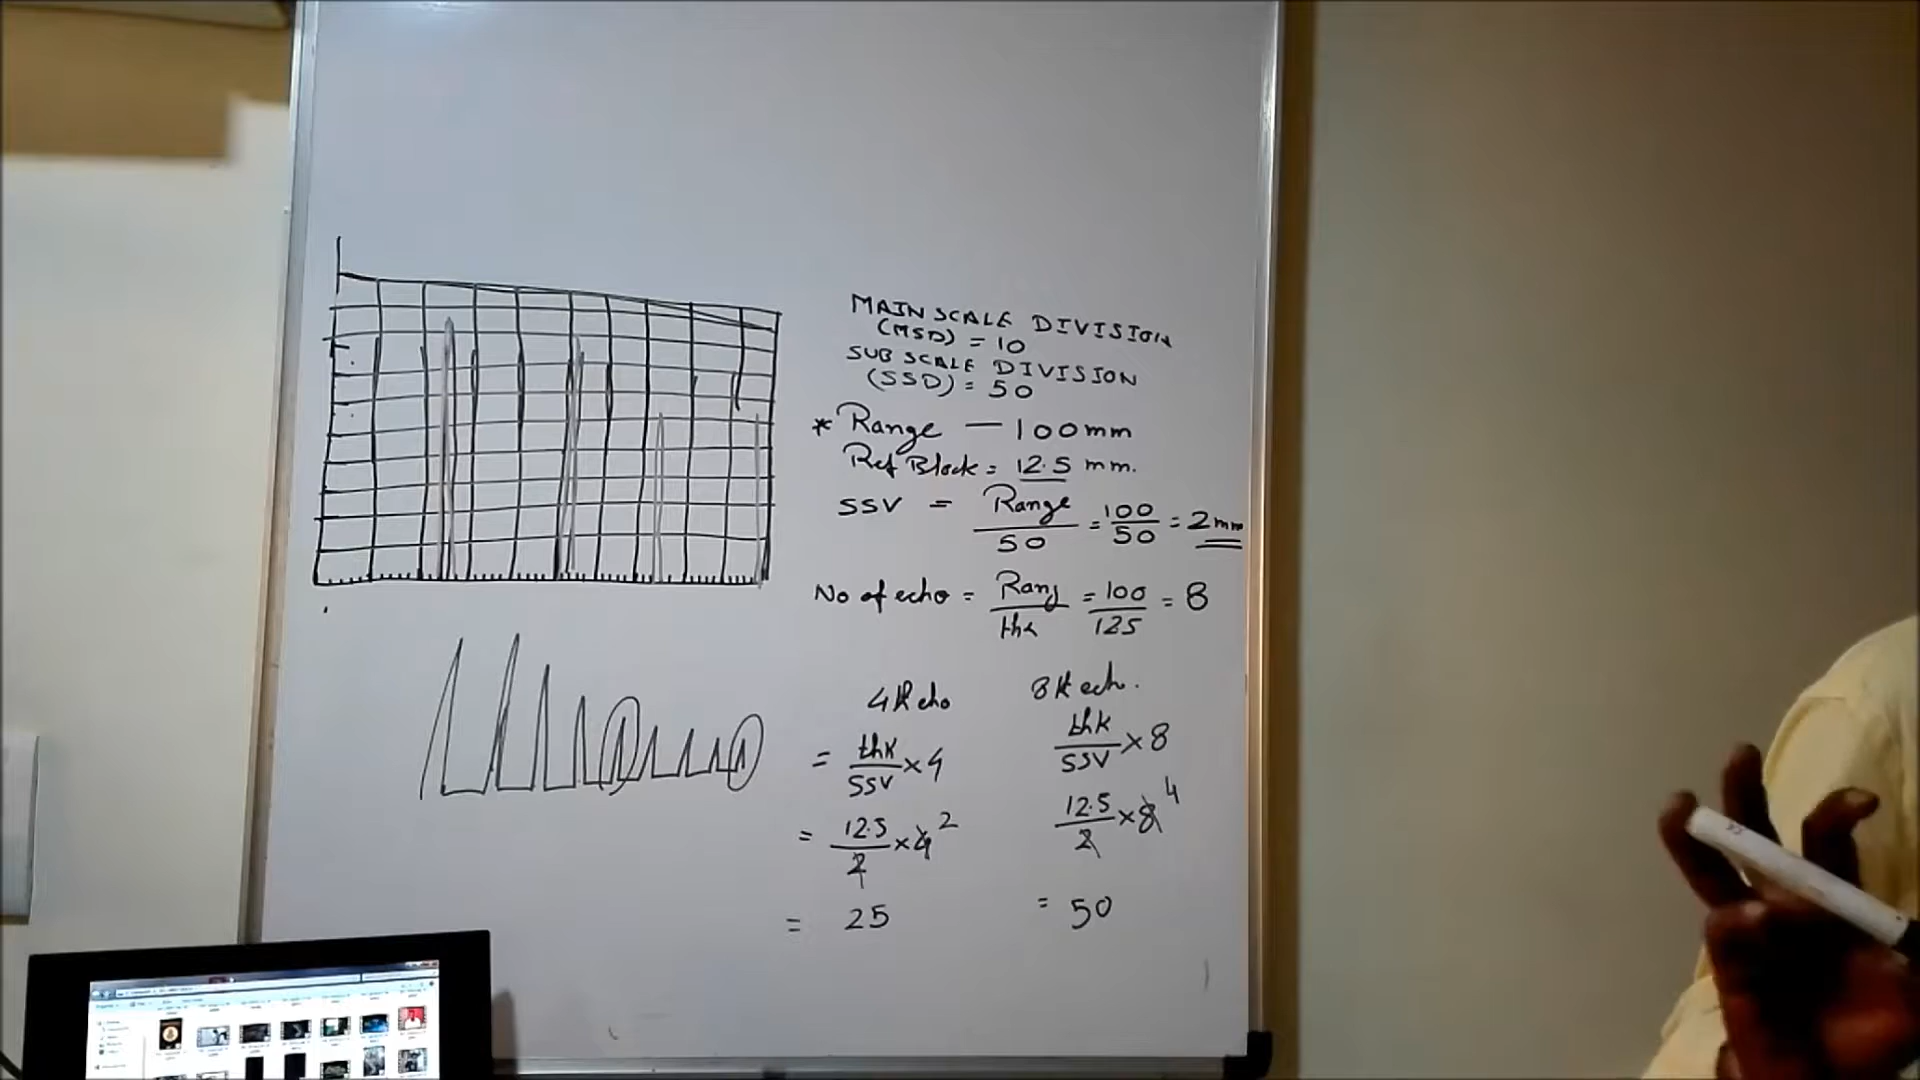 MAIN SCALE DIVISION
(MSD) = 10
SUB SCALE DIVISION
(SSD) = 50
* Range — 100mm
Ref Block = 12.5 mm.
SSV = Range/50 = 100/50 = 2mm
No of echo = Rang/thk = 100/125 = 8
4th echo
= thk/SSV × 4
= 12.5/2 × 4 2
= 25
8th ech.
thk/SSV × 8
12.5/2 × 8 4
= 50